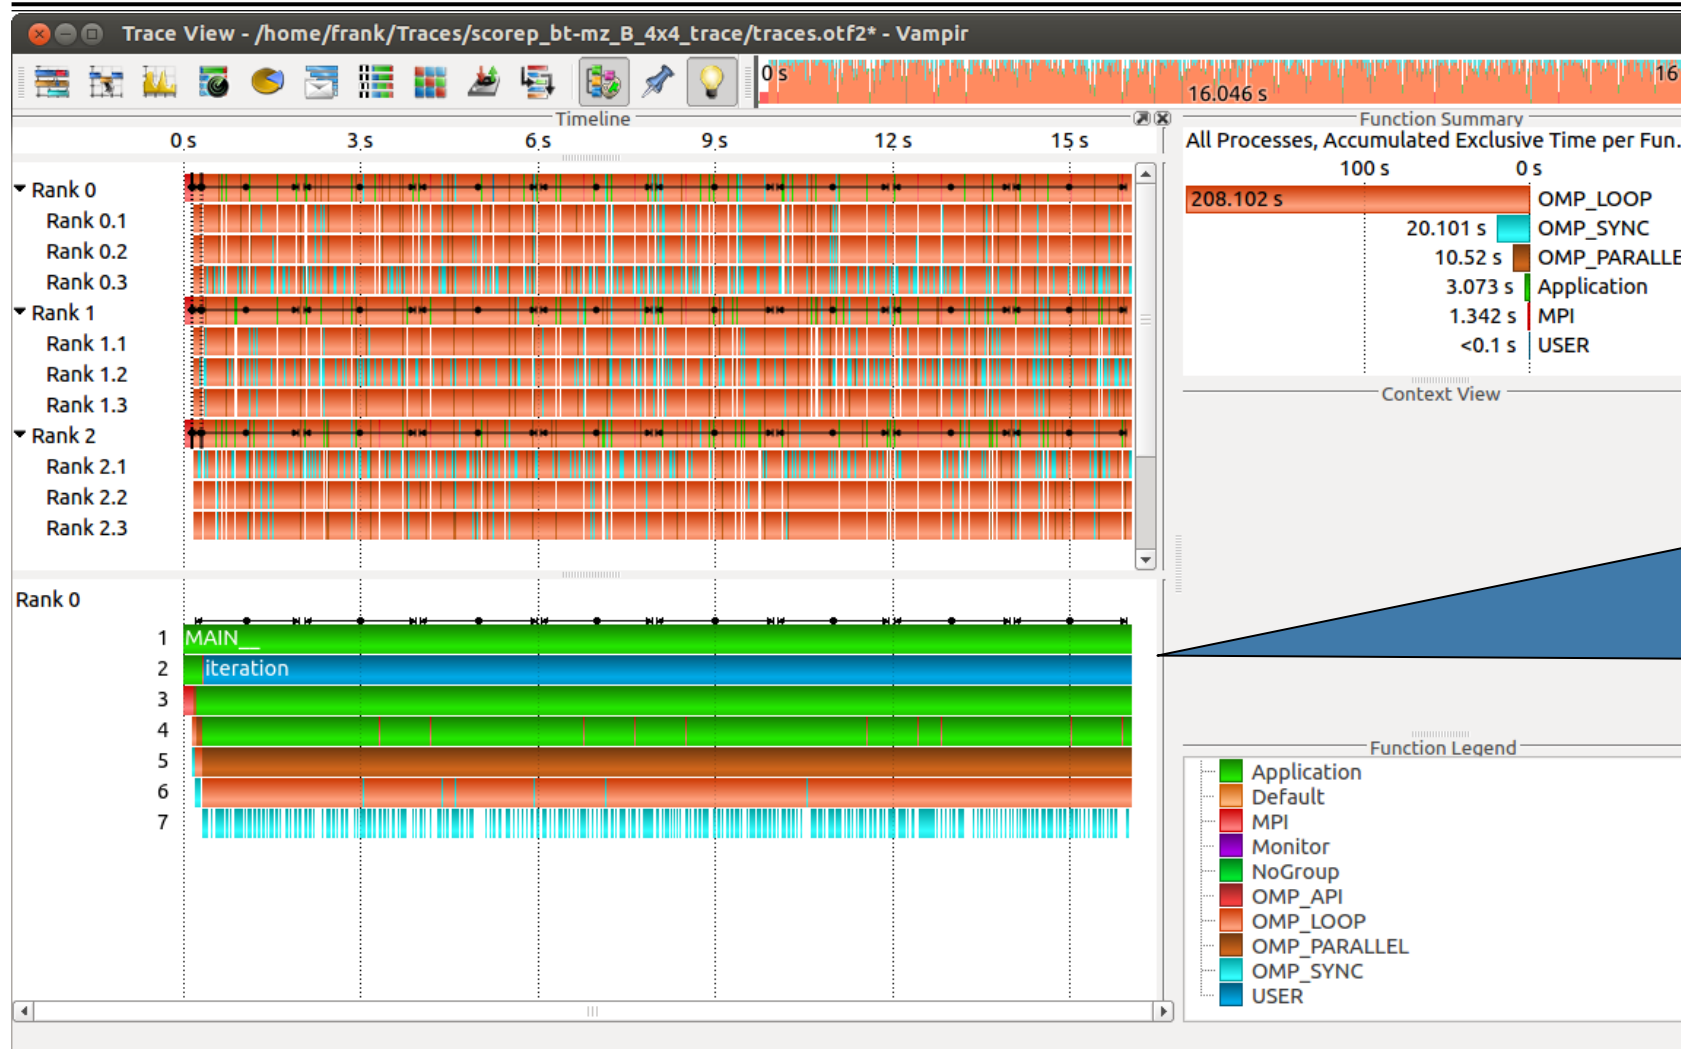 Trace View - /home/frank/Traces/scorep_bt-mz_B_4x4_trace/traces.otf2* - Vampir
0 s
16.046 s
16
Timeline
0 s 3 s 6 s 9 s 12 s 15 s
Rank 0
Rank 0.1
Rank 0.2
Rank 0.3
Rank 1
Rank 1.1
Rank 1.2
Rank 1.3
Rank 2
Rank 2.1
Rank 2.2
Rank 2.3
Rank 0
1 MAIN__
2 iteration
3
4
5
6
7
Function Summary
All Processes, Accumulated Exclusive Time per Fun.
100 s 0 s
208.102 s OMP_LOOP
20.101 s OMP_SYNC
10.52 s OMP_PARALLE
3.073 s Application
1.342 s MPI
<0.1 s USER
Context View
Function Legend
Application
Default
MPI
Monitor
NoGroup
OMP_API
OMP_LOOP
OMP_PARALLEL
OMP_SYNC
USER